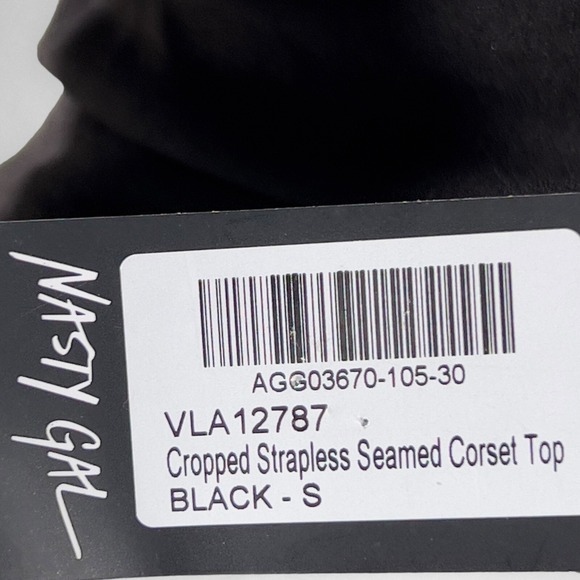 NASTY GAL
AGG03670-105-30
VLA12787
Cropped Strapless Seamed Corset Top
BLACK - S